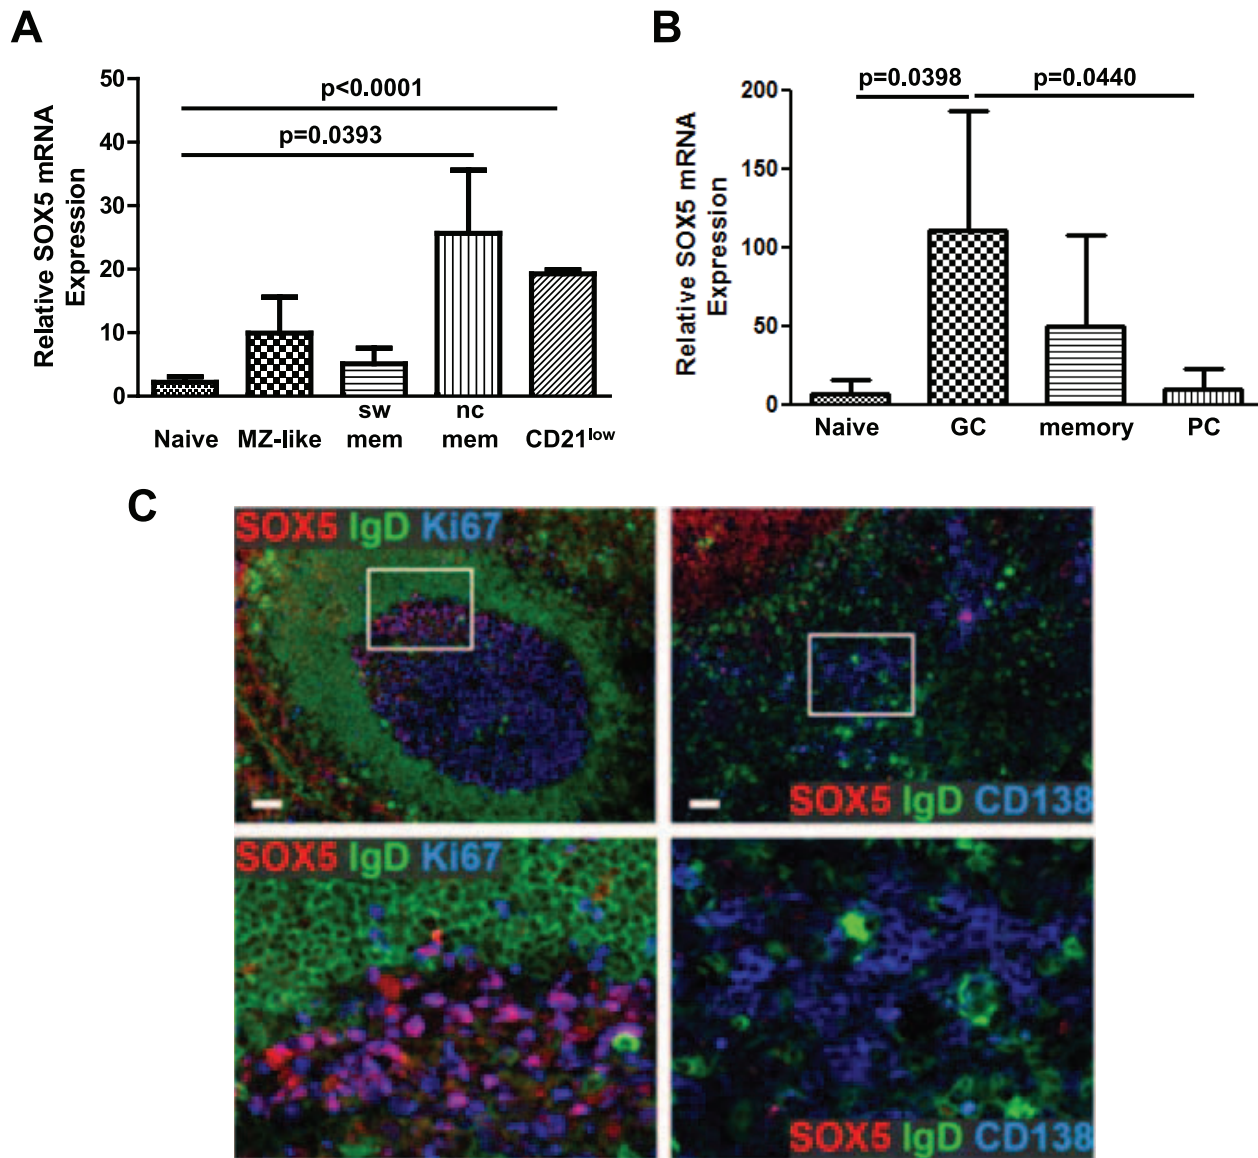 A
Relative SOX5 mRNA
Expression
50
40
30
20
10
0
p<0.0001
p=0.0393
Naive
MZ-like
sw
mem
nc
mem
CD21low
B
Relative SOX5 mRNA
Expression
200
150
100
50
0
p=0.0398
p=0.0440
Naive
GC
memory
PC
C
SOX5 IgD Ki67
SOX5 IgD CD138
SOX5 IgD Ki67
SOX5 IgD CD138